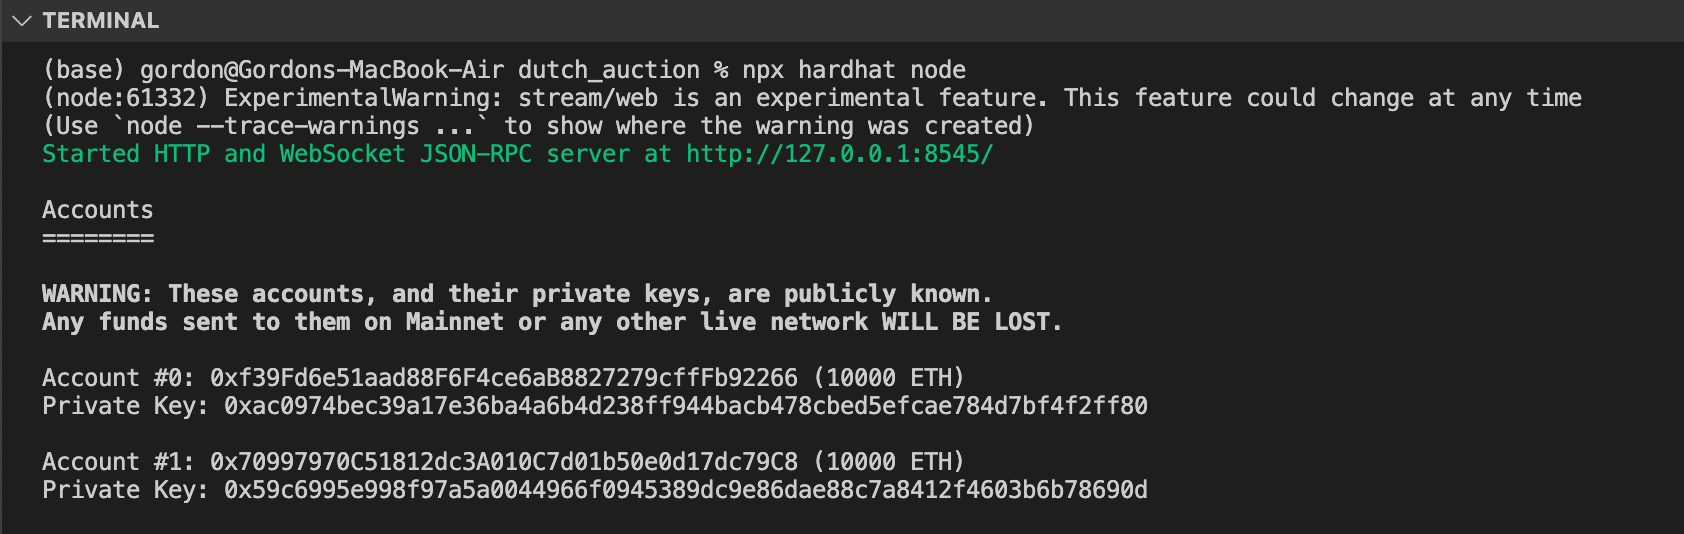 TERMINAL
(base) gordon@Gordons-MacBook-Air dutch_auction % npx hardhat node
(node:61332) ExperimentalWarning: stream/web is an experimental feature. This feature could change at any time
(Use `node --trace-warnings ...` to show where the warning was created)
Started HTTP and WebSocket JSON-RPC server at http://127.0.0.1:8545/
Accounts
========
WARNING: These accounts, and their private keys, are publicly known.
Any funds sent to them on Mainnet or any other live network WILL BE LOST.
Account #0: 0xf39Fd6e51aad88F6F4ce6aB8827279cffFb92266 (10000 ETH)
Private Key: 0xac0974bec39a17e36ba4a6b4d238ff944bacb478cbed5efcae784d7bf4f2ff80
Account #1: 0x70997970C51812dc3A010C7d01b50e0d17dc79C8 (10000 ETH)
Private Key: 0x59c6995e998f97a5a0044966f0945389dc9e86dae88c7a8412f4603b6b78690d